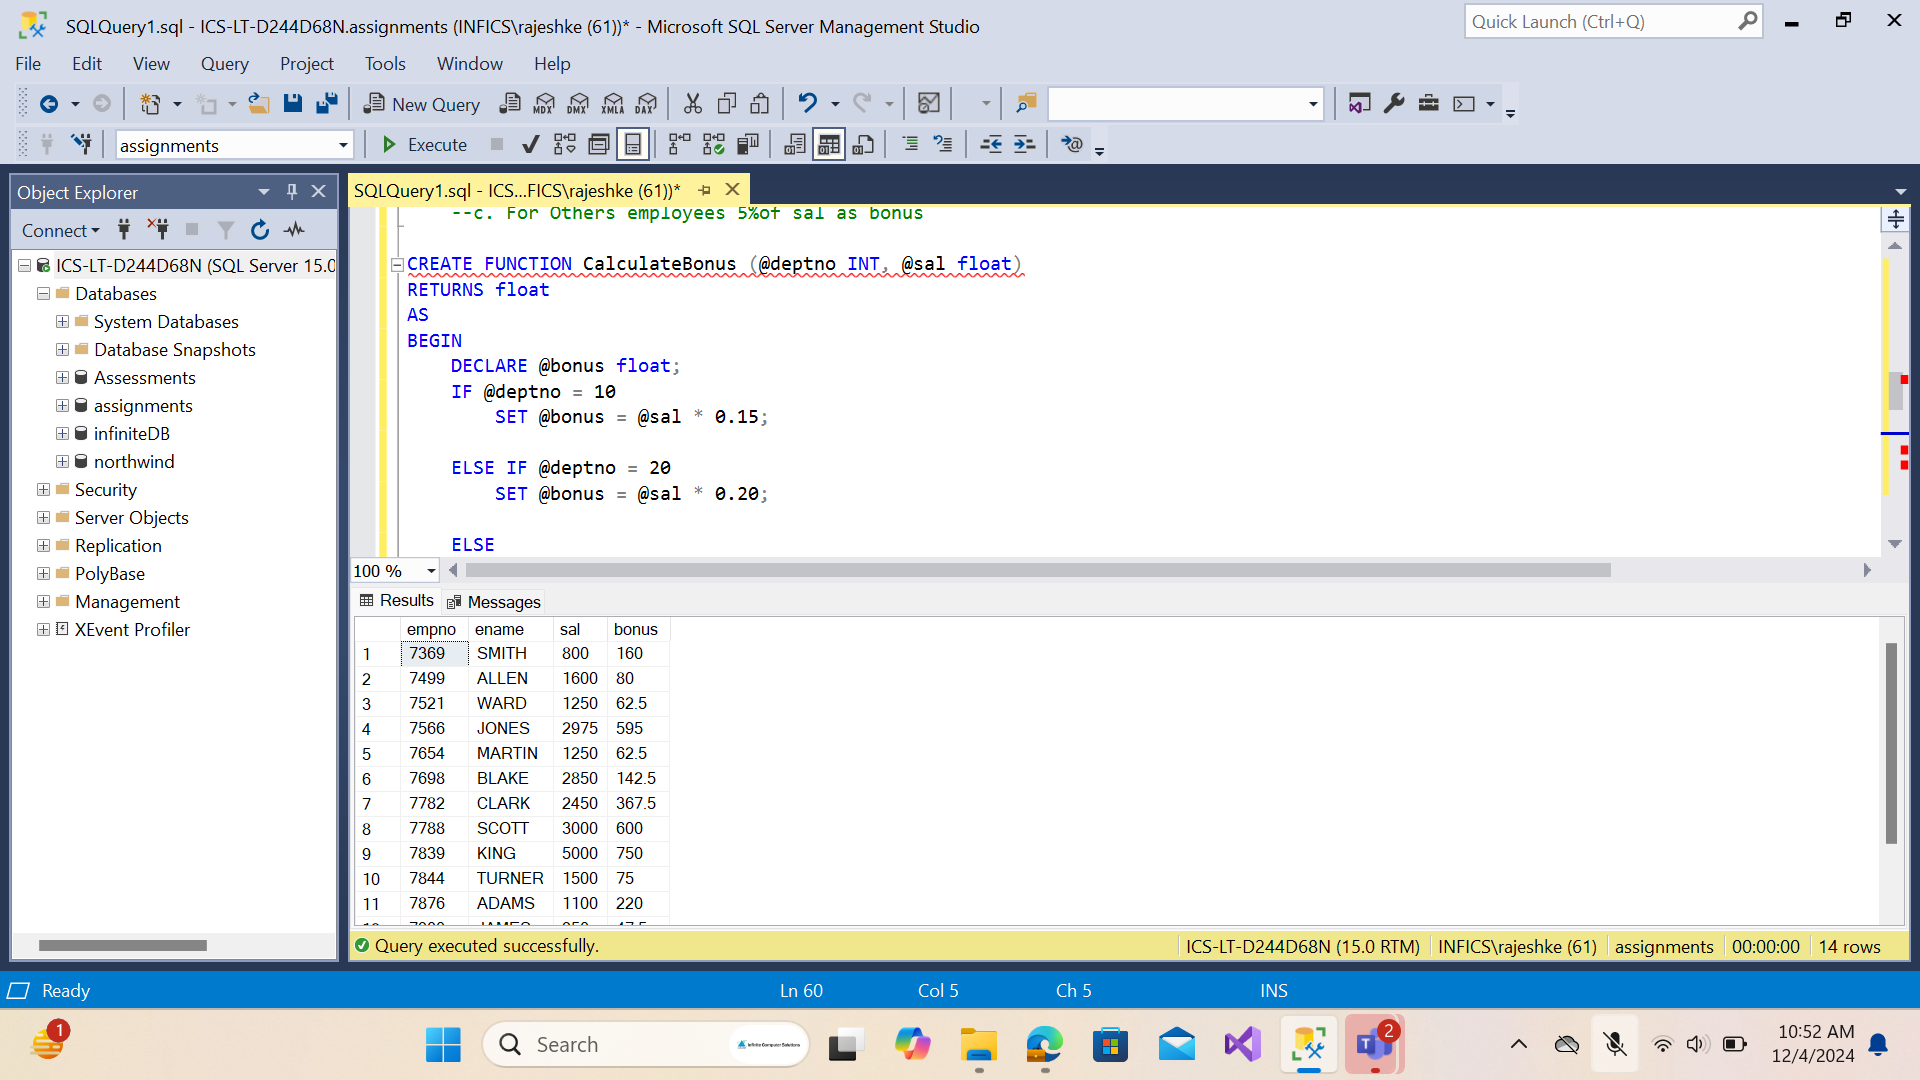 SQLQuery1.sql - ICS-LT-D244D68N.assignments (INFICS\rajeshke (61))* - Microsoft SQL Server Management Studio
Quick Launch (Ctrl+Q)
File Edit View Query Project Tools Window Help
New Query MDX DMX XMLA DAX
assignments Execute
Object Explorer
SQLQuery1.sql - ICS...FICS\rajeshke (61))*
Connect
ICS-LT-D244D68N (SQL Server 15.0
Databases
System Databases
Database Snapshots
Assessments
assignments
infiniteDB
northwind
Security
Server Objects
Replication
PolyBase
Management
XEvent Profiler
--c. For Others employees 5%of sal as bonus
CREATE FUNCTION CalculateBonus (@deptno INT, @sal float)
RETURNS float
AS
BEGIN
DECLARE @bonus float;
IF @deptno = 10
SET @bonus = @sal * 0.15;
ELSE IF @deptno = 20
SET @bonus = @sal * 0.20;
ELSE
100 %
Results Messages
empno ename sal bonus
1 7369 SMITH 800 160
2 7499 ALLEN 1600 80
3 7521 WARD 1250 62.5
4 7566 JONES 2975 595
5 7654 MARTIN 1250 62.5
6 7698 BLAKE 2850 142.5
7 7782 CLARK 2450 367.5
8 7788 SCOTT 3000 600
9 7839 KING 5000 750
10 7844 TURNER 1500 75
11 7876 ADAMS 1100 220
Query executed successfully. ICS-LT-D244D68N (15.0 RTM) INFICS\rajeshke (61) assignments 00:00:00 14 rows
Ready Ln 60 Col 5 Ch 5 INS
1 Search Infinite Computer Solutions 2
10:52 AM
12/4/2024